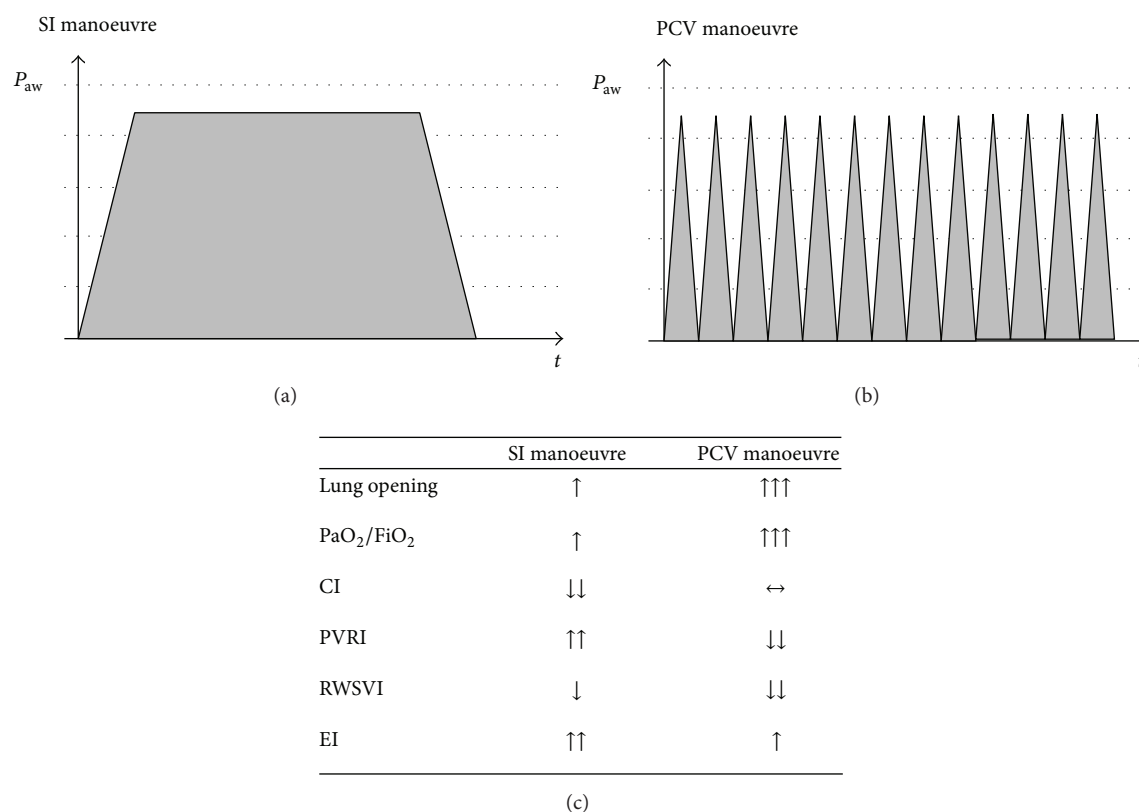 SI manoeuvre
P_aw
t
(a)
PCV manoeuvre
P_aw
(b)
SI manoeuvre PCV manoeuvre
Lung opening ↑ ↑↑↑
PaO₂/FiO₂ ↑ ↑↑↑
CI ↓↓ ↔
PVRI ↑↑ ↓↓
RWSVI ↓ ↓↓
EI ↑↑ ↑
(c)